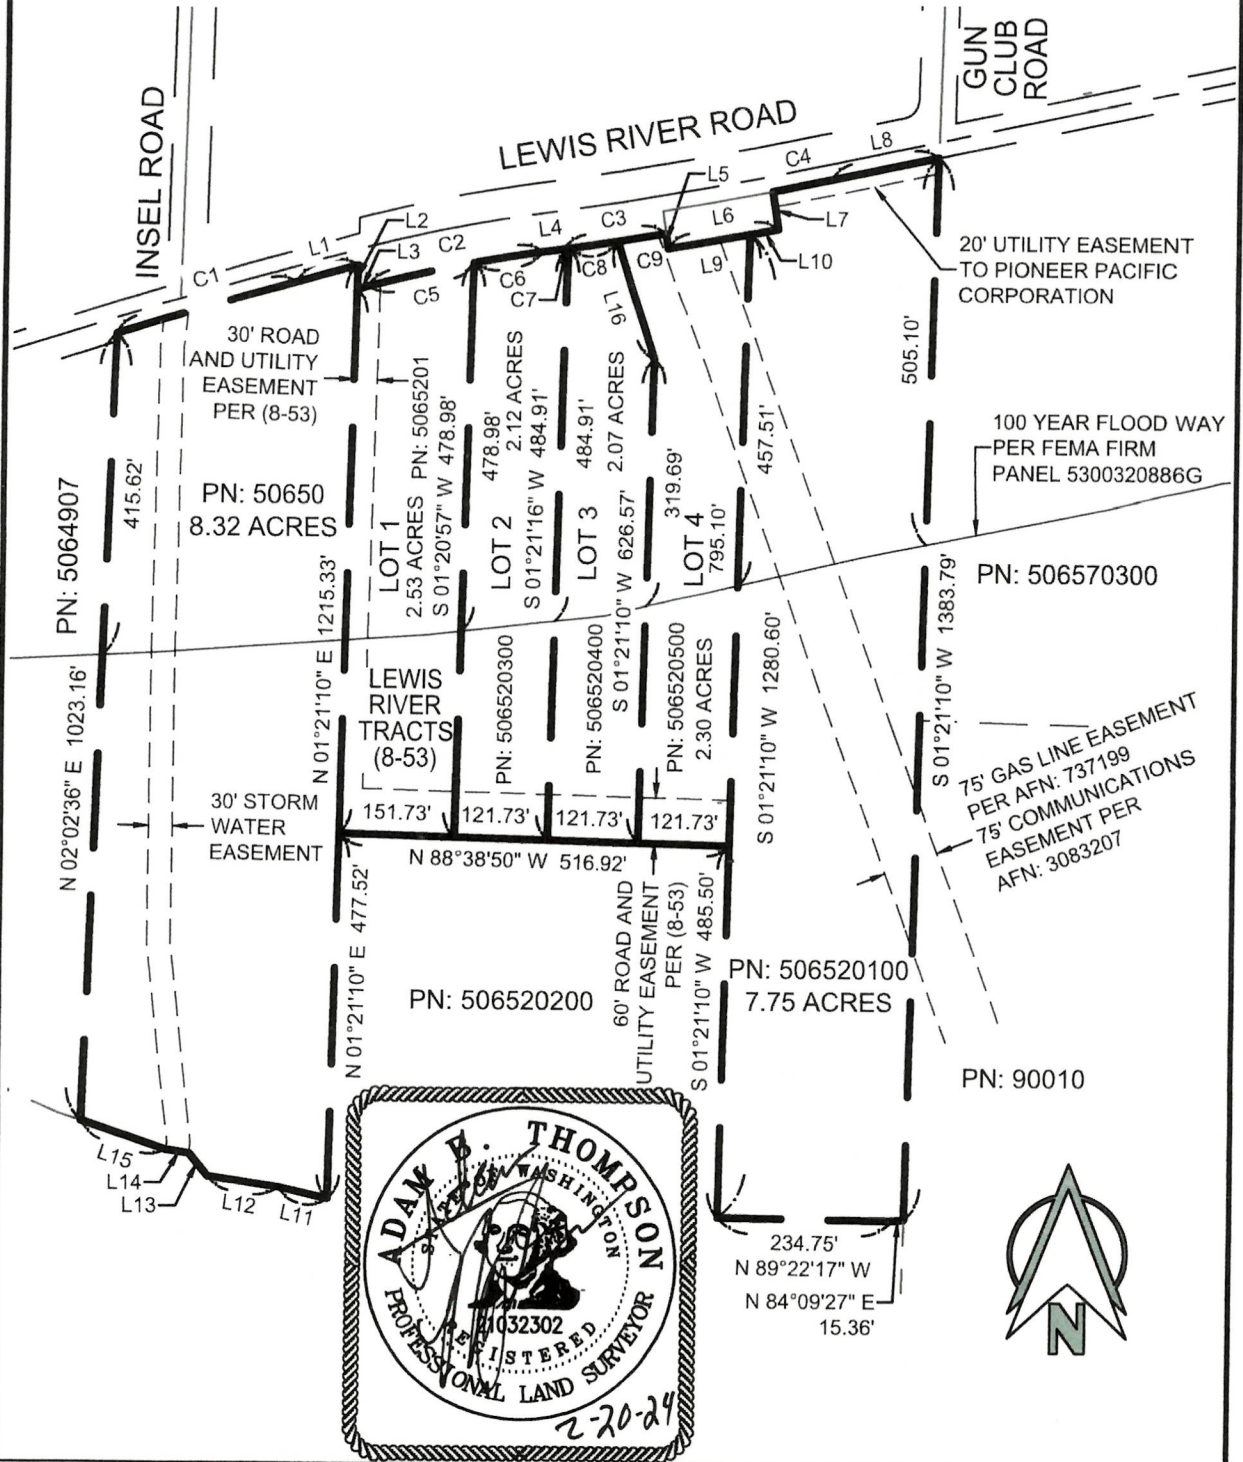 INSEL ROAD
LEWIS RIVER ROAD
GUN
CLUB
ROAD
C1
L1
L2
L3
C2
L4
C3
L5
L6
C4
L8
L7
C5
C6
C7
C8
C9
L9
L10
L16
20' UTILITY EASEMENT
TO PIONEER PACIFIC
CORPORATION
30' ROAD
AND UTILITY
EASEMENT
PER (8-53)
100 YEAR FLOOD WAY
PER FEMA FIRM
PANEL 5300320886G
PN: 5064907
415.62'
N 02°02'36" E 1023.16'
PN: 50650
8.32 ACRES
N 01°21'10" E 1215.33'
LOT 1
2.53 ACRES PN: 5065201
S 01°20'57" W 478.98'
478.98'
LOT 2
2.12 ACRES
S 01°21'16" W 484.91'
484.91'
LOT 3
2.07 ACRES
S 01°21'10" W 626.57'
319.69'
LOT 4
795.10'
457.51'
505.10'
PN: 506570300
S 01°21'10" W 1383.79'
LEWIS
RIVER
TRACTS
(8-53)
PN: 506520300
PN: 506520400
PN: 506520500
2.30 ACRES
S 01°21'10" W 1280.60'
75' GAS LINE EASEMENT
PER AFN: 737199
75' COMMUNICATIONS
EASEMENT PER
AFN: 3083207
30' STORM
WATER
EASEMENT
151.73'
121.73'
121.73'
121.73'
N 88°38'50" W 516.92'
N 01°21'10" E 477.52'
60' ROAD AND
UTILITY EASEMENT
PER (8-53)
S 01°21'10" W 485.50'
PN: 506520200
PN: 506520100
7.75 ACRES
PN: 90010
L15
L14
L13
L12
L11
234.75'
N 89°22'17" W
N 84°09'27" E
15.36'
ADAM B. THOMPSON
STATE OF WASHINGTON
21032302
REGISTERED
PROFESSIONAL LAND SURVEYOR
2-20-24
N